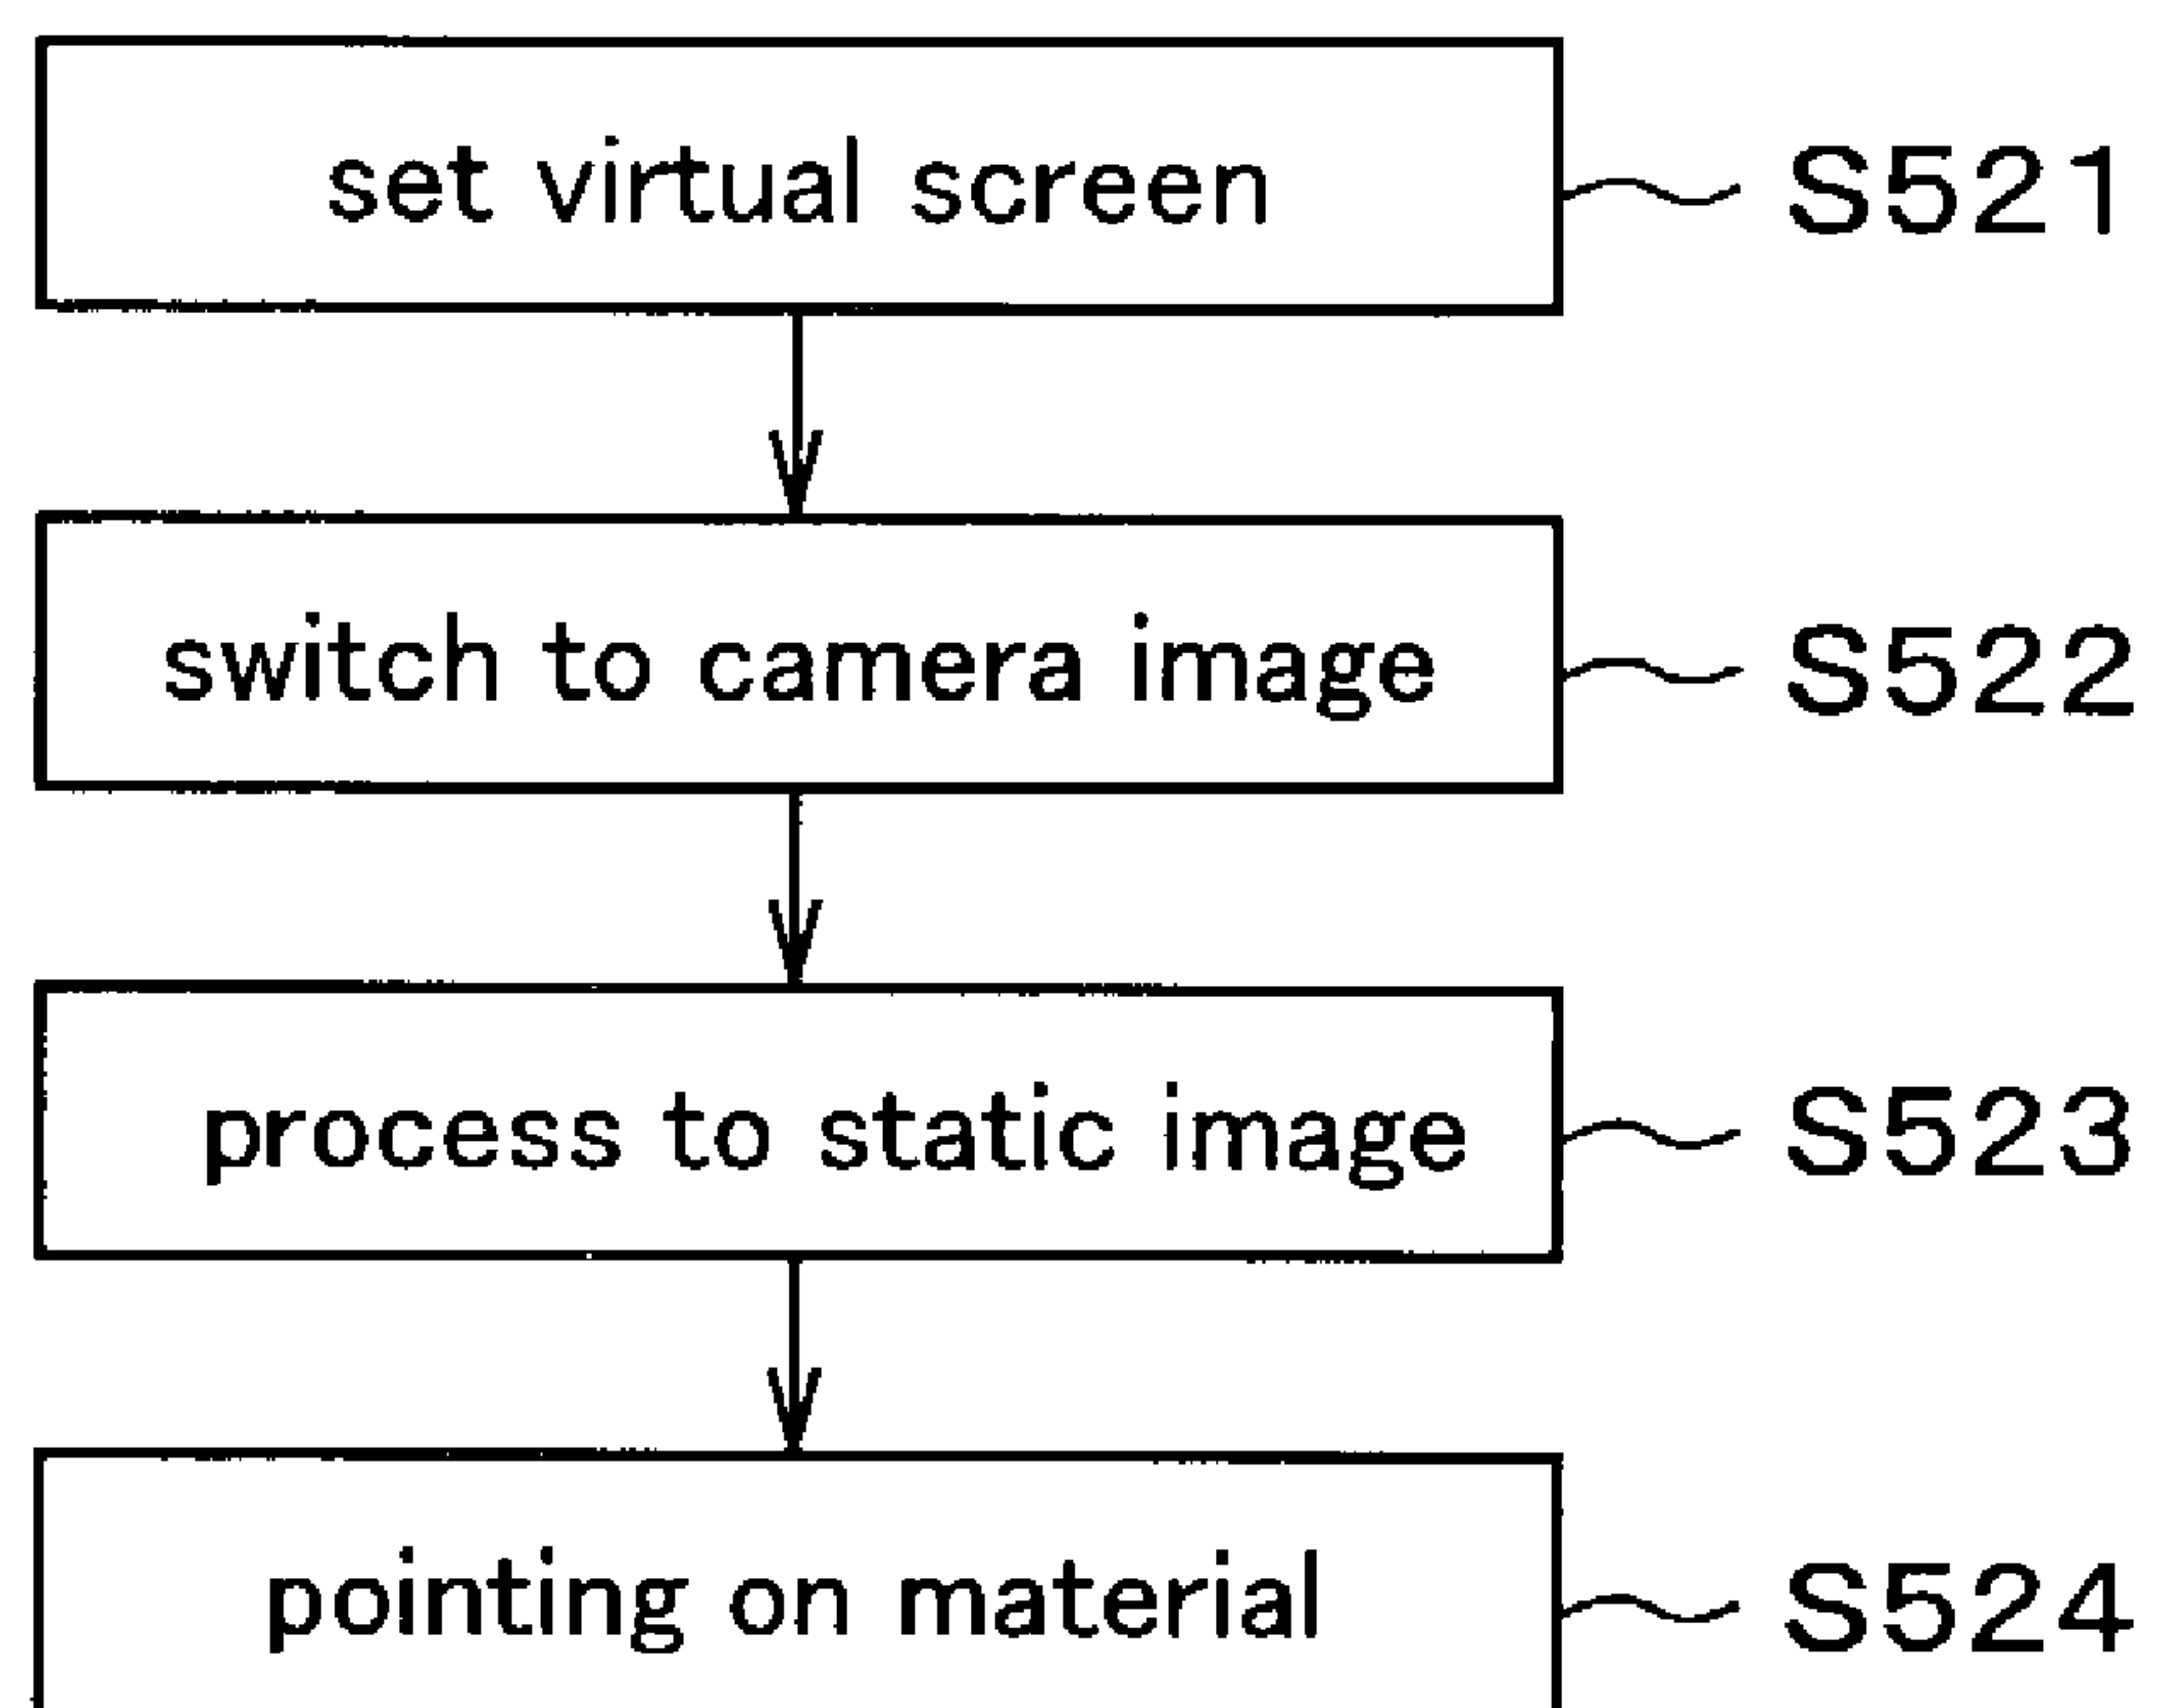 set virtual screen S521
switch to camera image S522
process to static image S523
pointing on material S524